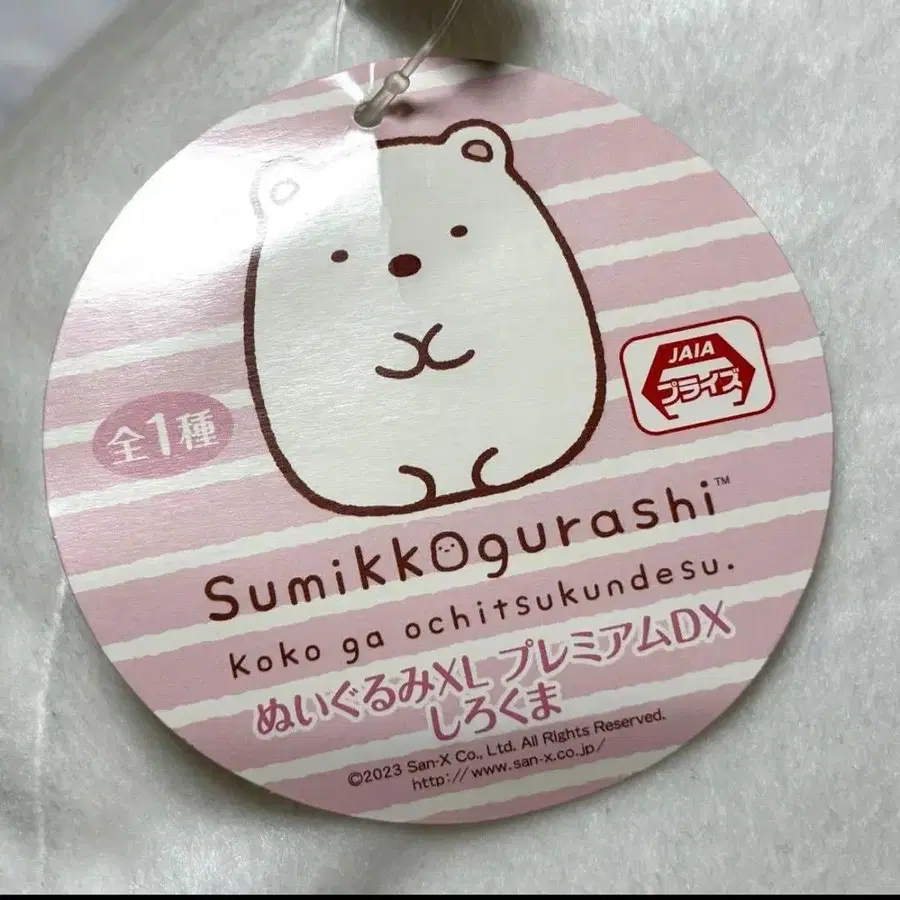 JAIA
プライズ
全1種
Sumikkogurashi™
koko ga ochitsukundesu.
ぬいぐるみXL プレミアムDX
しろくま
©2023 San-X Co., Ltd. All Rights Reserved.
http://www.san-x.co.jp/